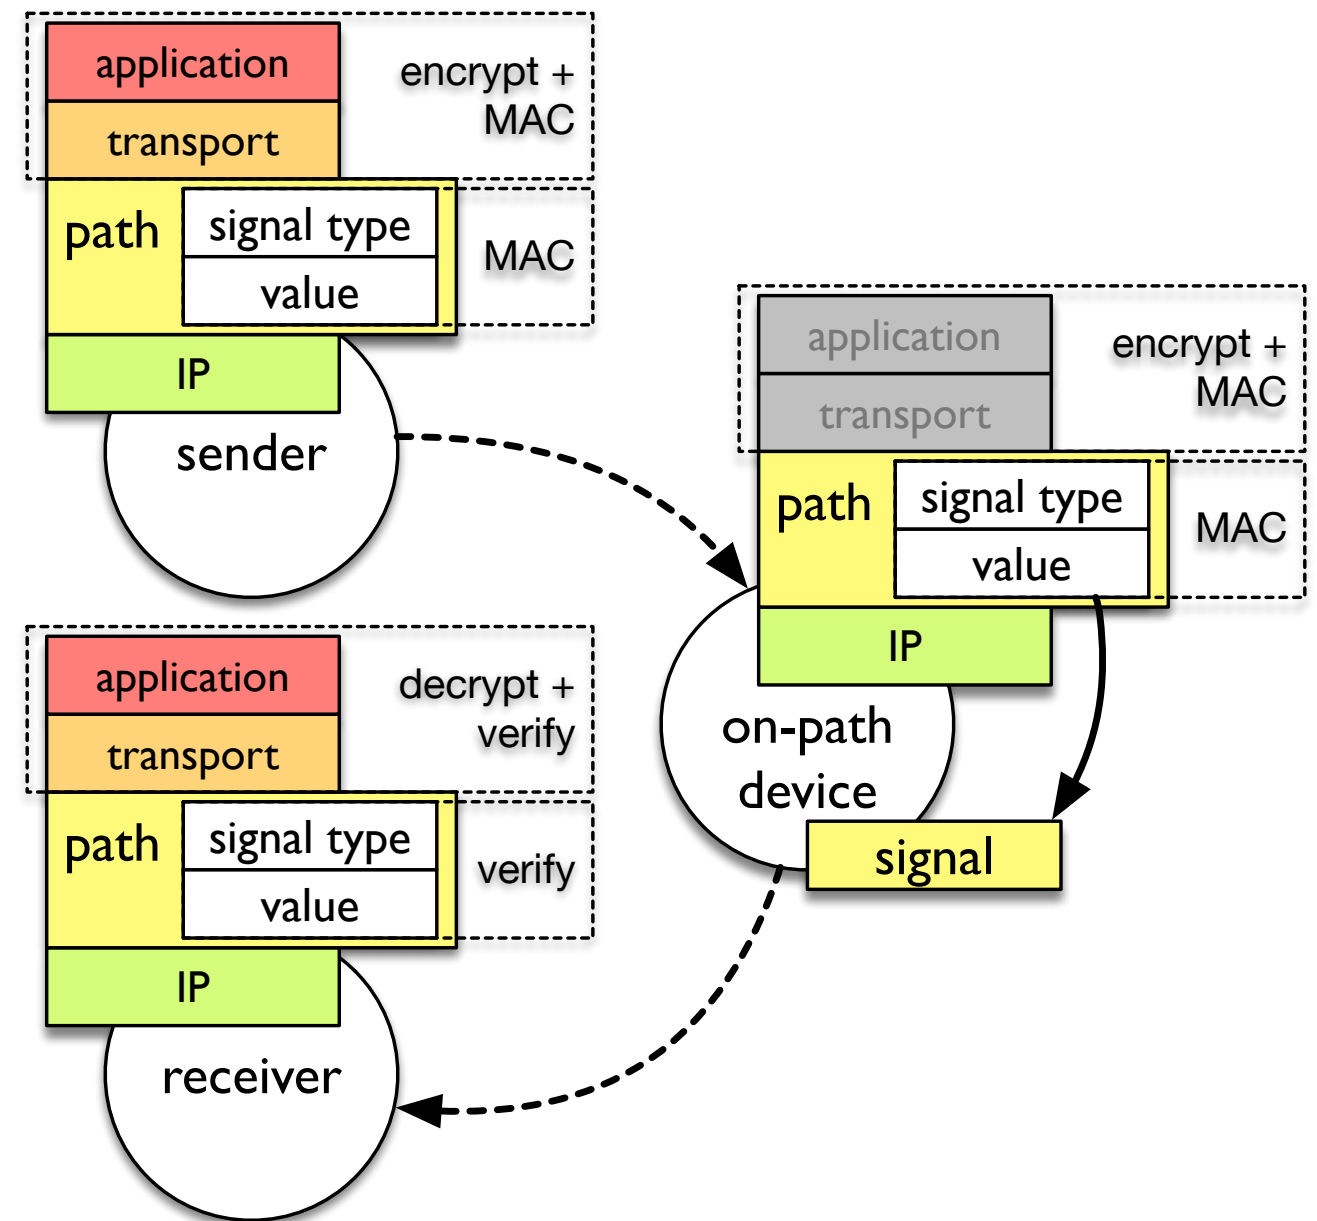 application
encrypt +
MAC
transport
path
signal type
value
MAC
IP
sender
application
encrypt +
MAC
transport
path
signal type
value
MAC
IP
on-path
device
signal
application
decrypt +
verify
transport
path
signal type
value
verify
IP
receiver